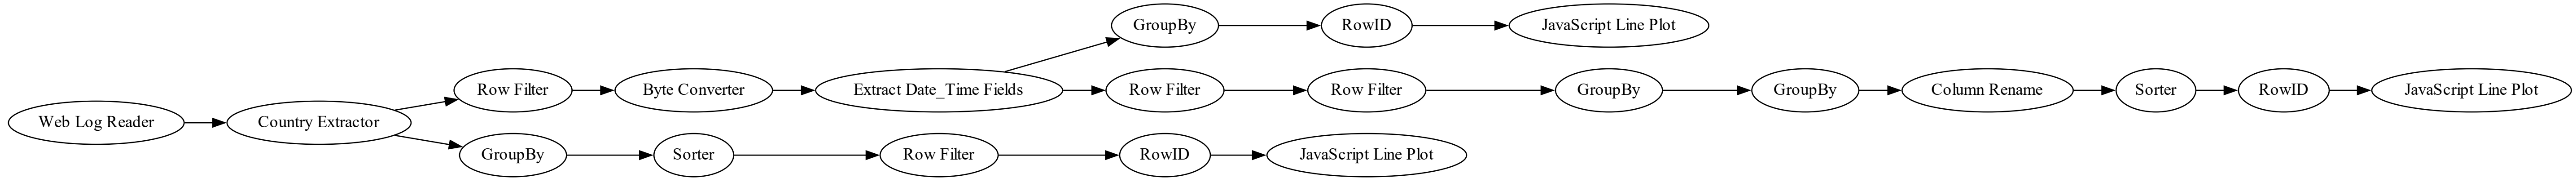 GroupBy
RowID
JavaScript Line Plot
Row Filter
Byte Converter
Extract Date_Time Fields
Row Filter
Row Filter
GroupBy
GroupBy
Column Rename
Sorter
RowID
JavaScript Line Plot
Web Log Reader
Country Extractor
GroupBy
Sorter
Row Filter
RowID
JavaScript Line Plot